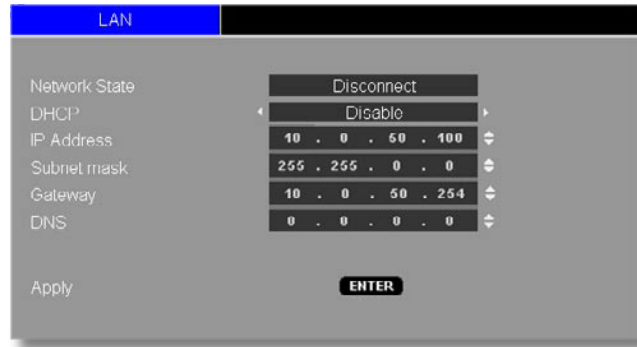 LAN
Network State Disconnect
DHCP Disable
IP Address 10 . 0 . 50 . 100
Subnet mask 255 . 255 . 0 . 0
Gateway 10 . 0 . 50 . 254
DNS 0 . 0 . 0 . 0
Apply ENTER